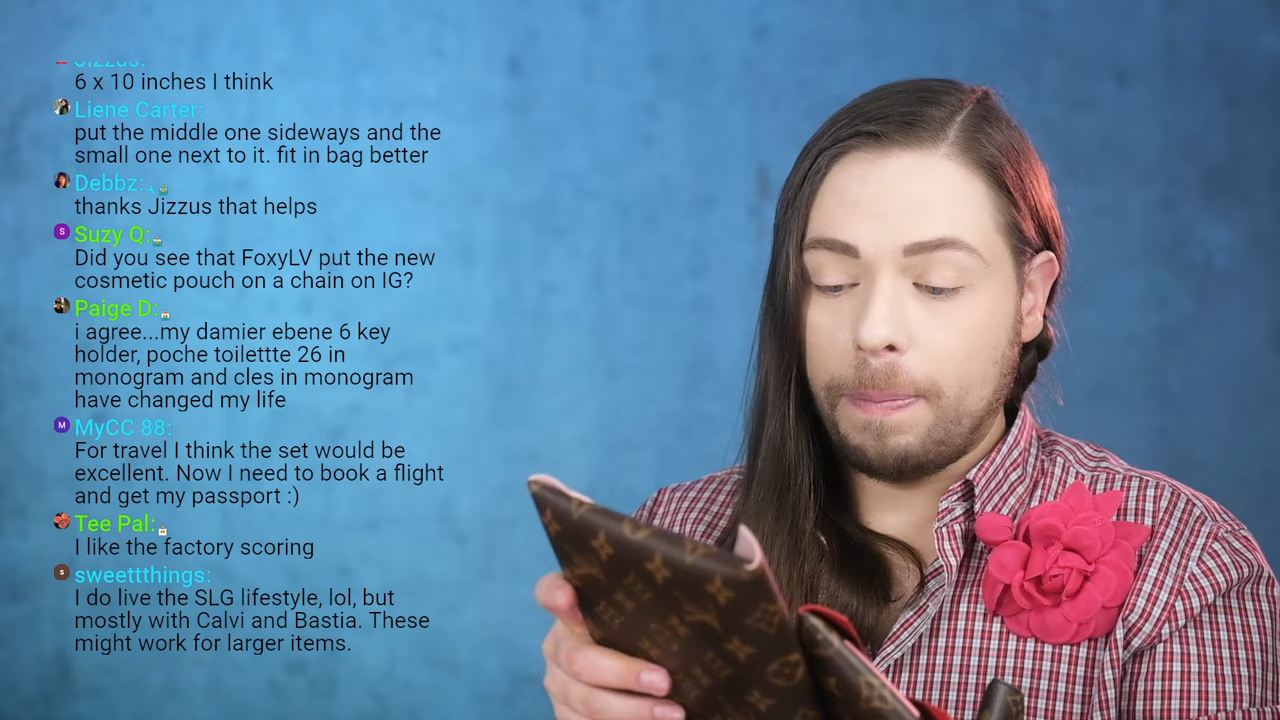 Jizzus:
6 x 10 inches I think
Liene Carter:
put the middle one sideways and the
small one next to it. fit in bag better
Debbz:
thanks Jizzus that helps
S
Suzy Q:
Did you see that FoxyLV put the new
cosmetic pouch on a chain on IG?
Paige D:
i agree...my damier ebene 6 key
holder, poche toilettte 26 in
monogram and cles in monogram
have changed my life
M
MyCC 88:
For travel I think the set would be
excellent. Now I need to book a flight
and get my passport :)
Tee Pal:
I like the factory scoring
s
sweettthings:
I do live the SLG lifestyle, lol, but
mostly with Calvi and Bastia. These
might work for larger items.